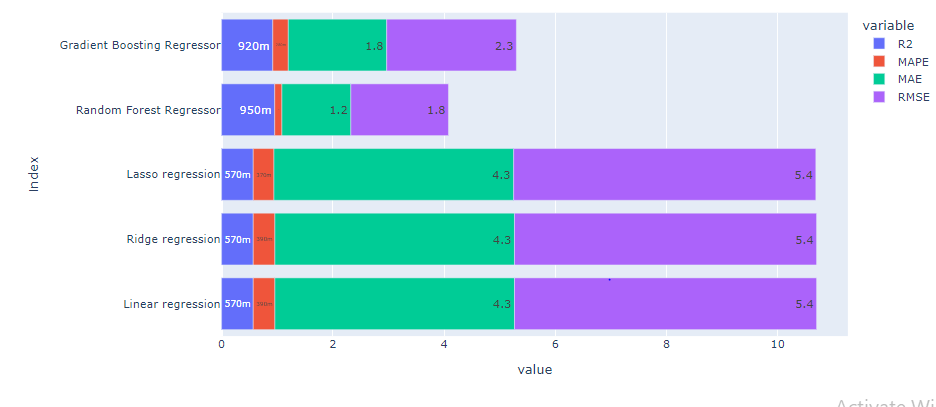 variable
R2
MAPE
MAE
RMSE
Gradient Boosting Regressor
920m
1.8
2.3
Random Forest Regressor
950m
1.2
1.8
Lasso regression
570m
370m
4.3
5.4
Ridge regression
570m
4.3
5.4
Linear regression
570m
4.3
5.4
Index
0
2
4
6
8
10
value